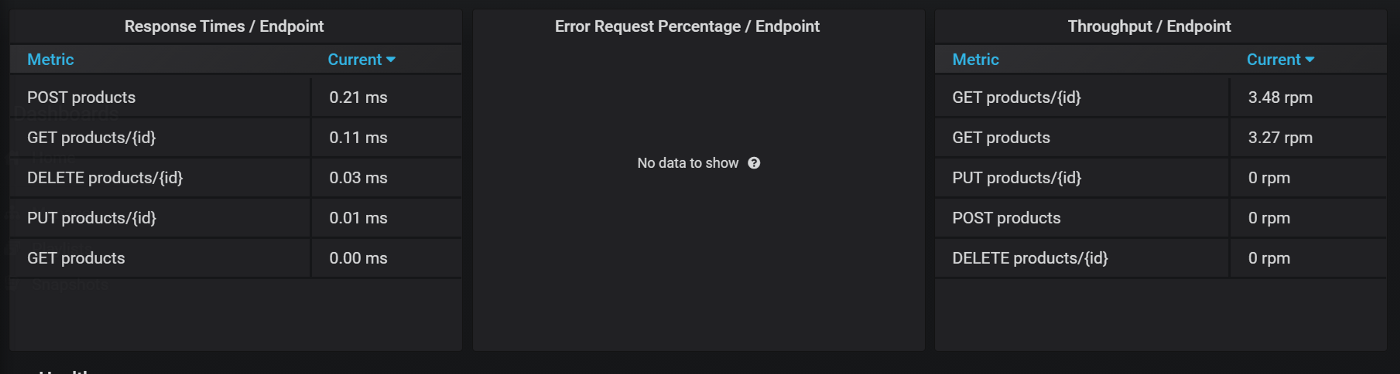 Response Times / Endpoint
Metric Current
POST products 0.21 ms
GET products/{id} 0.11 ms
DELETE products/{id} 0.03 ms
PUT products/{id} 0.01 ms
GET products 0.00 ms
Error Request Percentage / Endpoint
No data to show ?
Throughput / Endpoint
Metric Current
GET products/{id} 3.48 rpm
GET products 3.27 rpm
PUT products/{id} 0 rpm
POST products 0 rpm
DELETE products/{id} 0 rpm
Dashboards
Snapshots